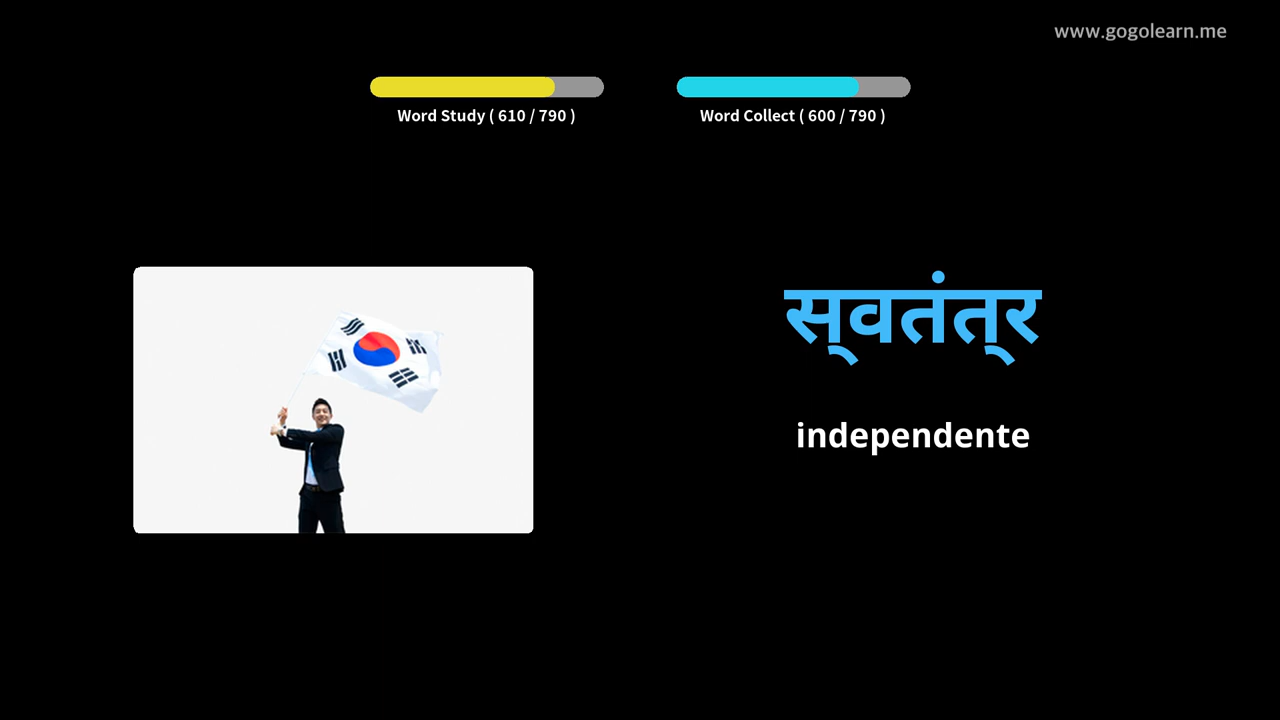 www.gogolearn.me
Word Study ( 610 / 790 )
Word Collect ( 600 / 790 )
स्वतंत्र
independente